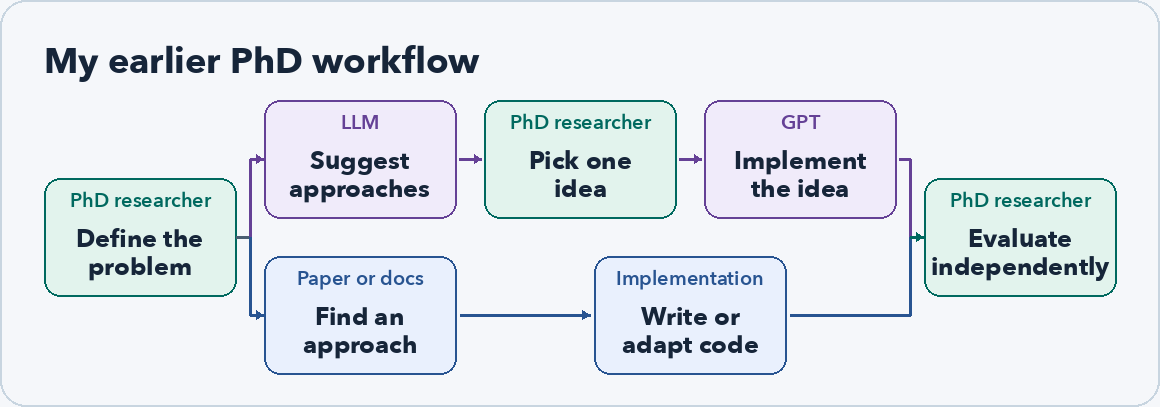 My earlier PhD workflow
PhD researcher
Define the
problem
LLM
Suggest
approaches
PhD researcher
Pick one
idea
GPT
Implement
the idea
Paper or docs
Find an
approach
Implementation
Write or
adapt code
PhD researcher
Evaluate
independently